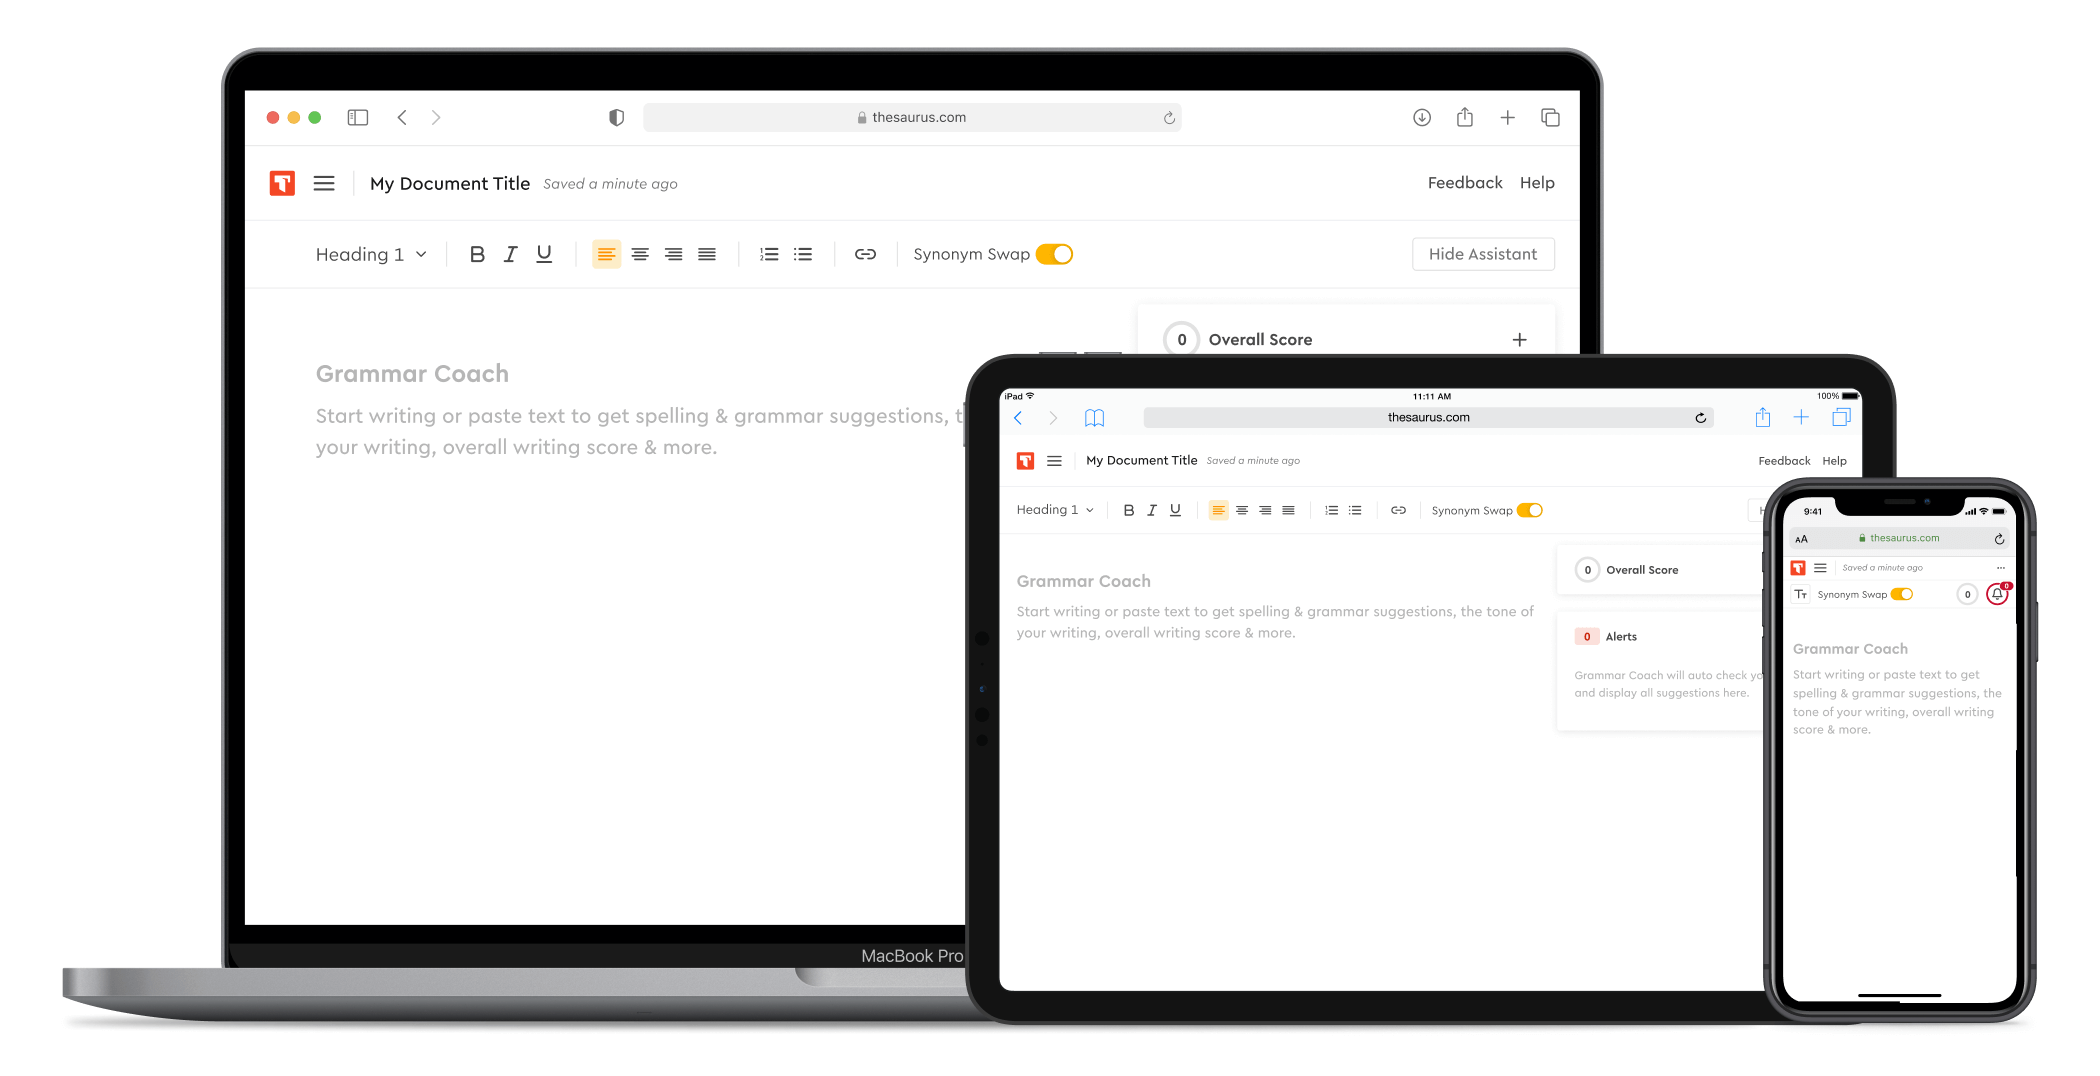 thesaurus.com
My Document Title Saved a minute ago
Feedback Help
Heading 1 B I U
Synonym Swap
Hide Assistant
0 Overall Score
Grammar Coach
Start writing or paste text to get spelling & grammar suggestions, t
your writing, overall writing score & more.
MacBook Pro
iPad 11:11 AM 100%
thesaurus.com
My Document Title Saved a minute ago
Feedback Help
Heading 1 B I U
Synonym Swap
0 Overall Score
Grammar Coach
Start writing or paste text to get spelling & grammar suggestions, the tone of
your writing, overall writing score & more.
0 Alerts
Grammar Coach will auto check yo
and display all suggestions here.
9:41
AA thesaurus.com
Saved a minute ago
TT Synonym Swap 0 0
Grammar Coach
Start writing or paste text to get
spelling & grammar suggestions, the
tone of your writing, overall writing
score & more.